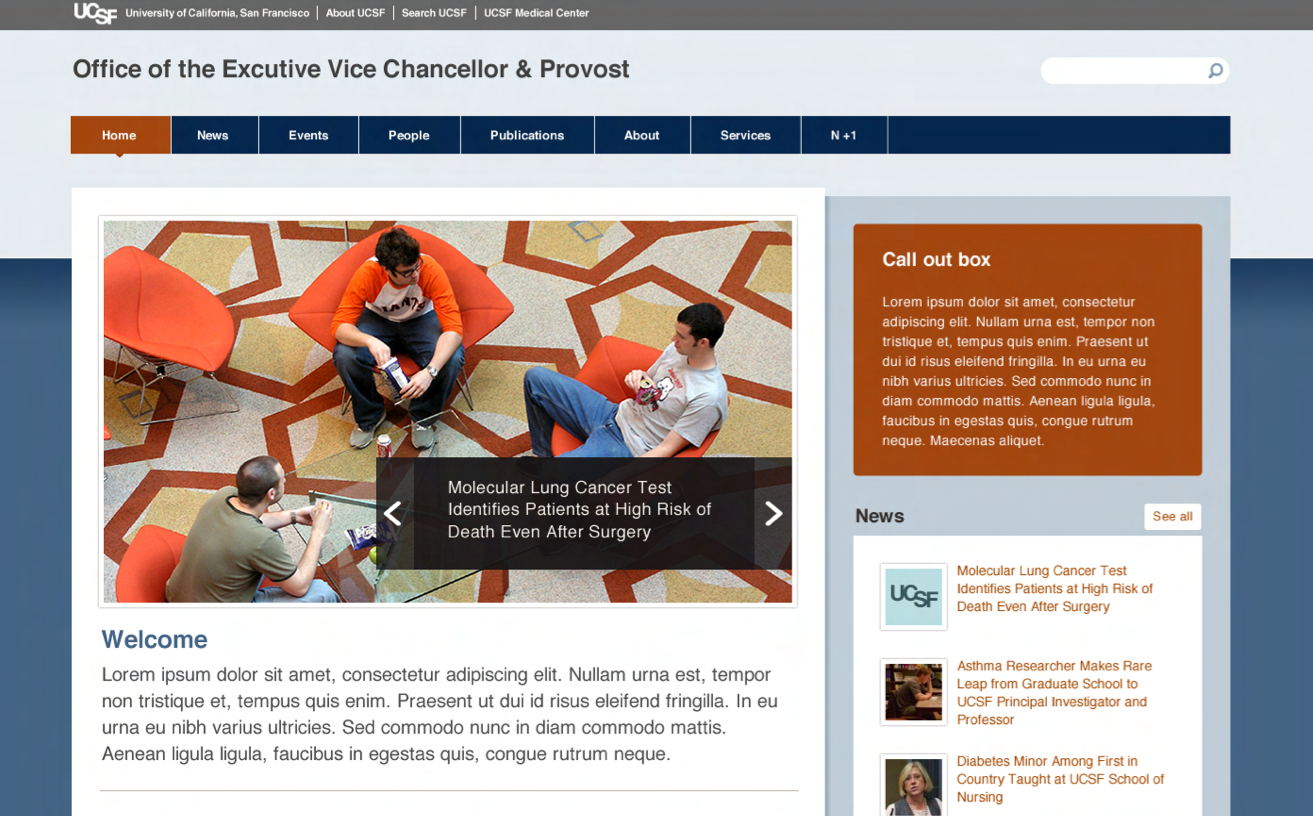 UCSF University of California, San Francisco | About UCSF | Search UCSF | UCSF Medical Center
Office of the Excutive Vice Chancellor & Provost
Home News Events People Publications About Services N +1
GIANTS
Molecular Lung Cancer Test
Identifies Patients at High Risk of
Death Even After Surgery
Welcome
Lorem ipsum dolor sit amet, consectetur adipiscing elit. Nullam urna est, tempor
non tristique et, tempus quis enim. Praesent ut dui id risus eleifend fringilla. In eu
urna eu nibh varius ultricies. Sed commodo nunc in diam commodo mattis.
Aenean ligula ligula, faucibus in egestas quis, congue rutrum neque.
Call out box
Lorem ipsum dolor sit amet, consectetur
adipiscing elit. Nullam urna est, tempor non
tristique et, tempus quis enim. Praesent ut
dui id risus eleifend fringilla. In eu urna eu
nibh varius ultricies. Sed commodo nunc in
diam commodo mattis. Aenean ligula ligula,
faucibus in egestas quis, congue rutrum
neque. Maecenas aliquet.
News
See all
UCSF
Molecular Lung Cancer Test
Identifies Patients at High Risk of
Death Even After Surgery
Asthma Researcher Makes Rare
Leap from Graduate School to
UCSF Principal Investigator and
Professor
Diabetes Minor Among First in
Country Taught at UCSF School of
Nursing